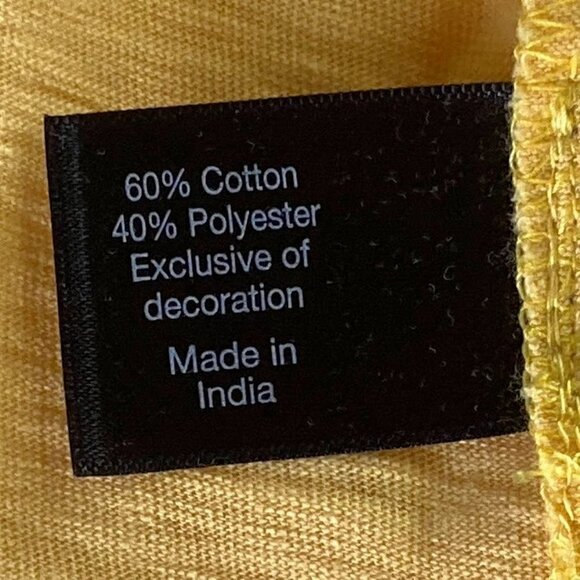 60% Cotton
40% Polyester
Exclusive of
decoration
Made in
India